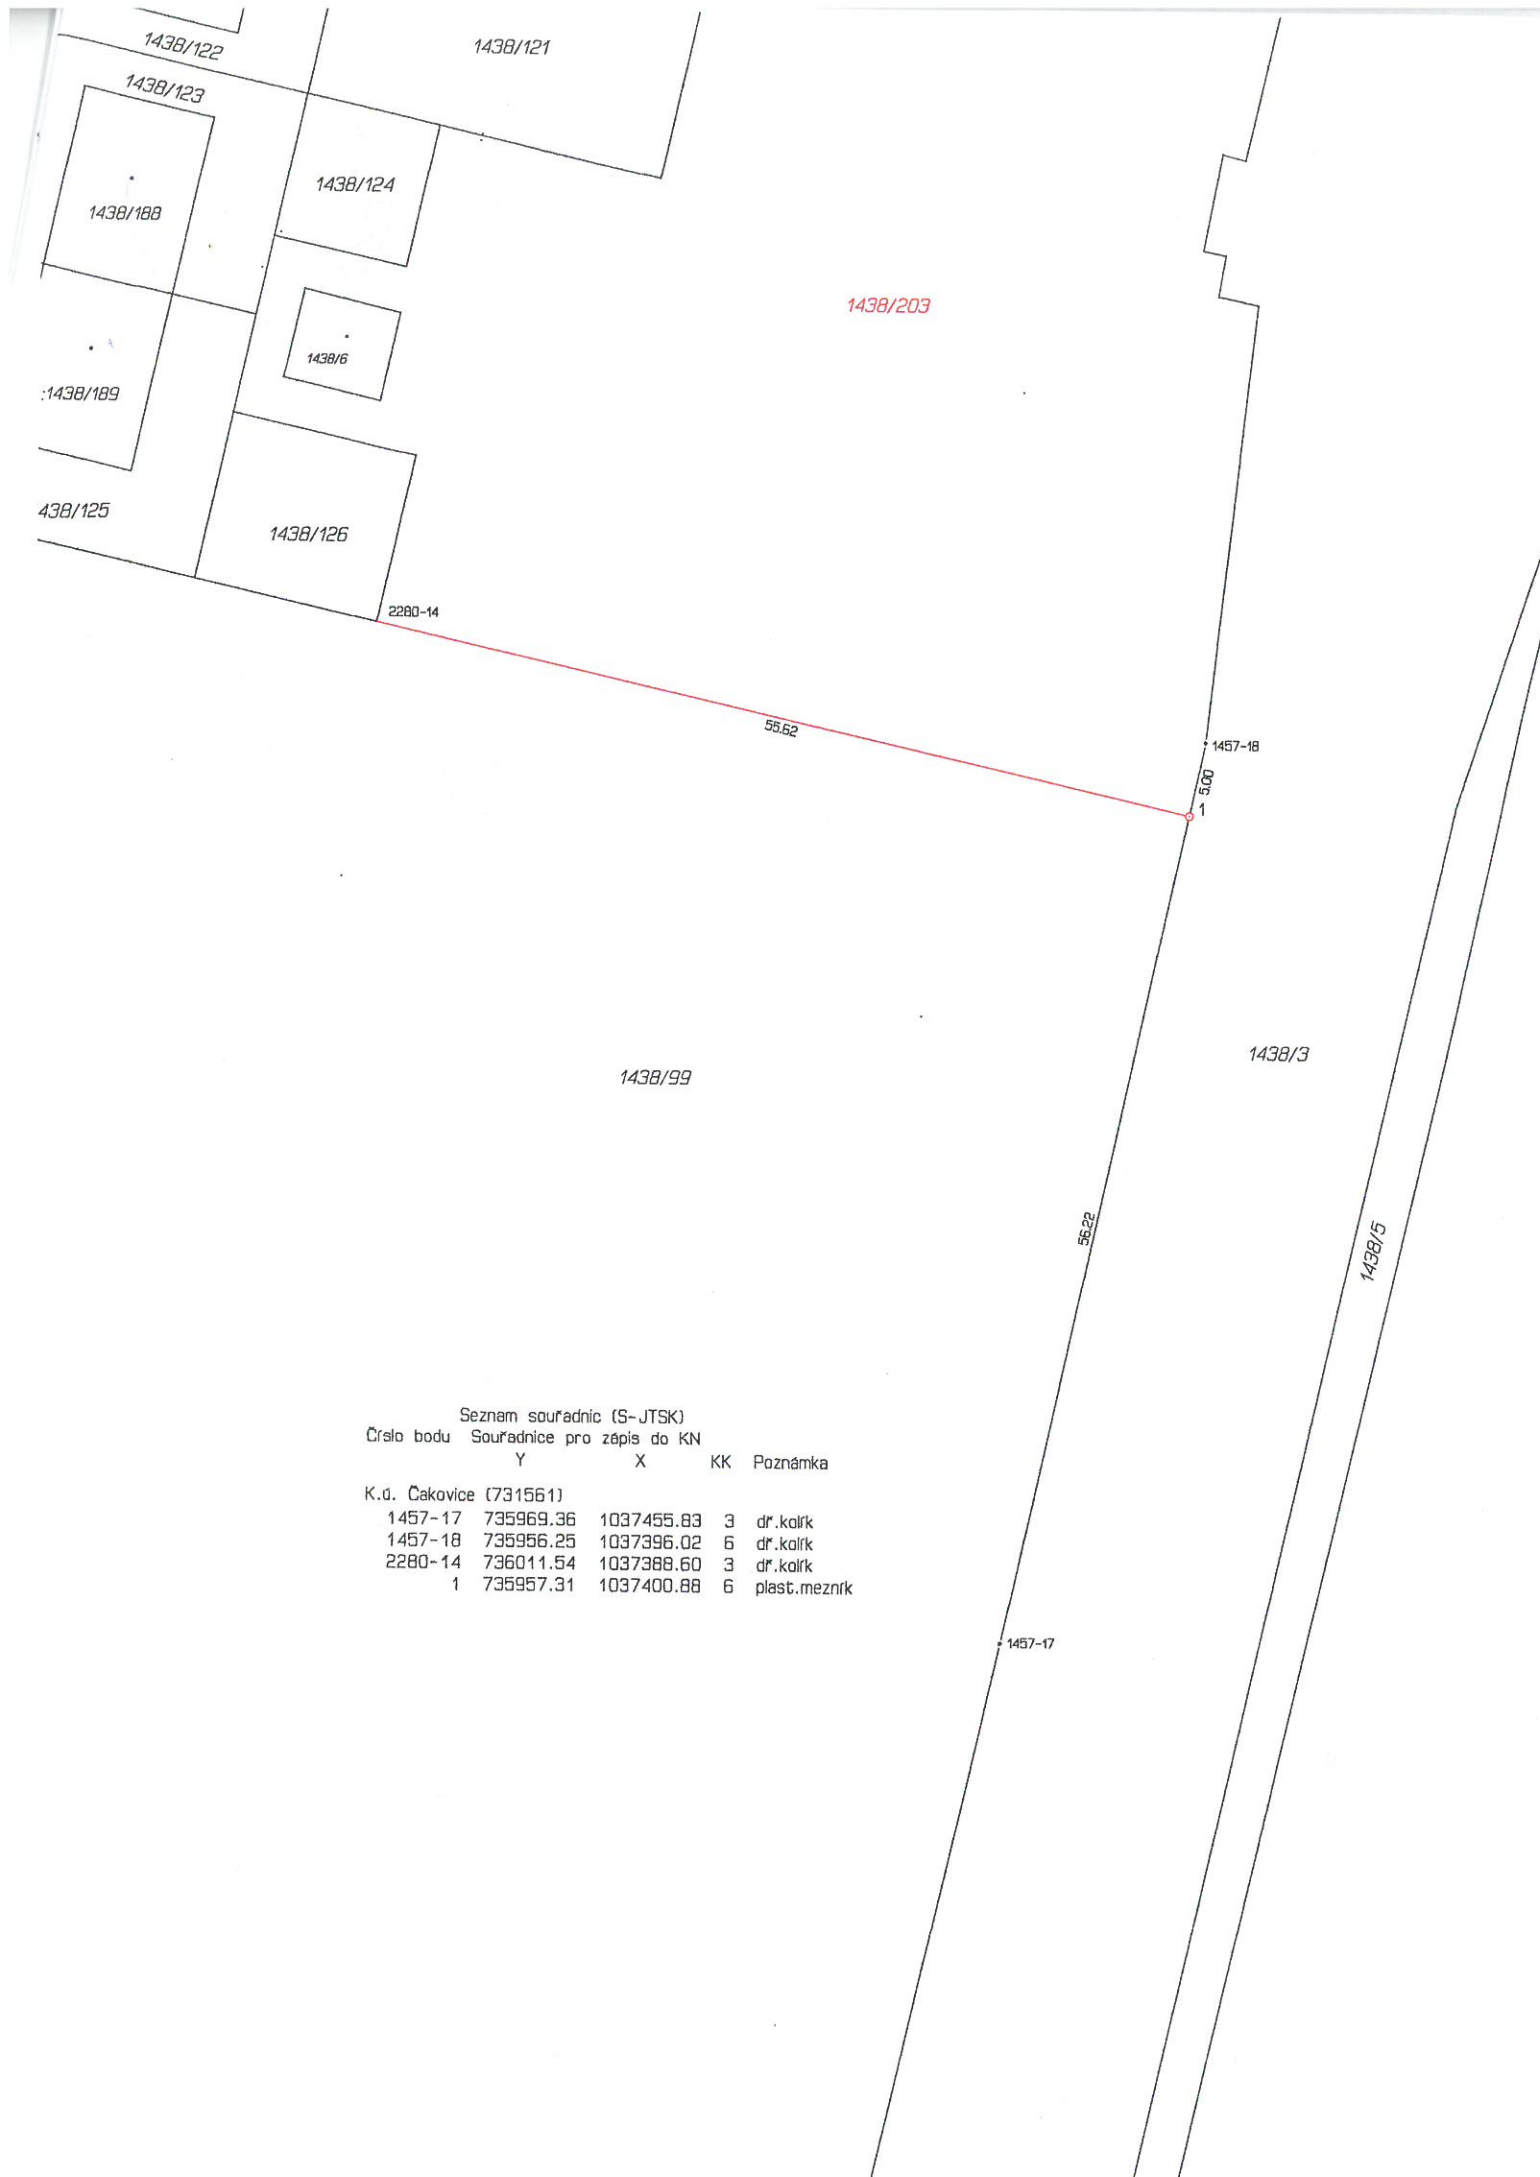 1438/122
1438/121
1438/123
1438/124
1438/188
1438/203
1438/6
:1438/189
438/125
1438/126
2280-14
55.62
1457-18
5.00
1
1438/3
1438/99
56.22
1438/5
Seznam souřadnic (S-JTSK)
Číslo bodu Souřadnice pro zápis do KN
Y X KK Poznámka
K.ú. Čakovice (731561)
1457-17 735969.36 1037455.83 3 dř.kolík
1457-18 735956.25 1037396.02 6 dř.kolík
2280-14 736011.54 1037388.60 3 dř.kolík
1 735957.31 1037400.88 6 plast.mezník
1457-17